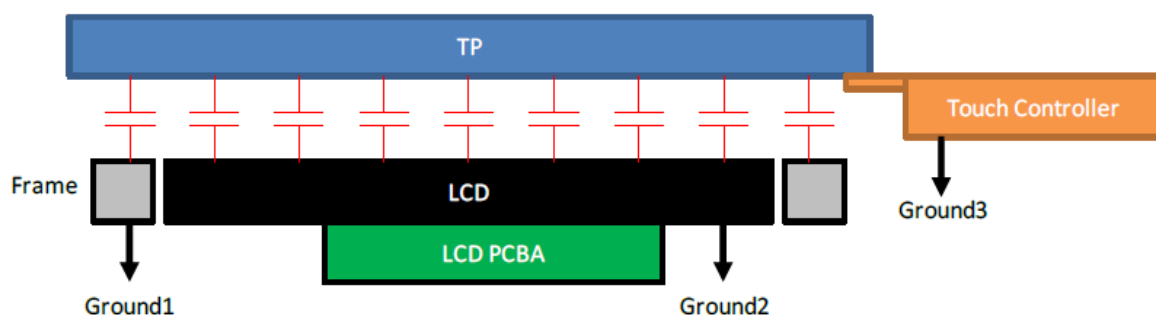 TP
Touch Controller
Frame
LCD
Ground3
LCD PCBA
Ground1
Ground2